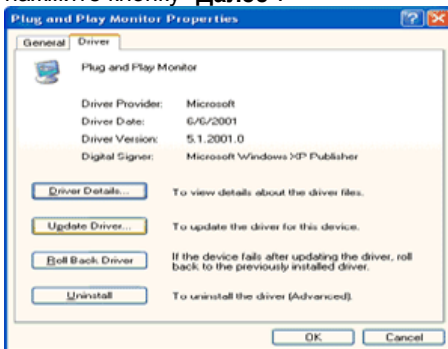 нажмите кнопку "Далее".
Plug and Play Monitor Properties
General Driver
Plug and Play Monitor
Driver Provider: Microsoft
Driver Date: 6/6/2001
Driver Version: 5.1.2001.0
Digital Signer: Microsoft Windows XP Publisher
Driver Details... To view details about the driver files.
Update Driver... To update the driver for this device.
Roll Back Driver If the device fails after updating the driver, roll
back to the previously installed driver.
Uninstall To uninstall the driver (Advanced).
OK Cancel